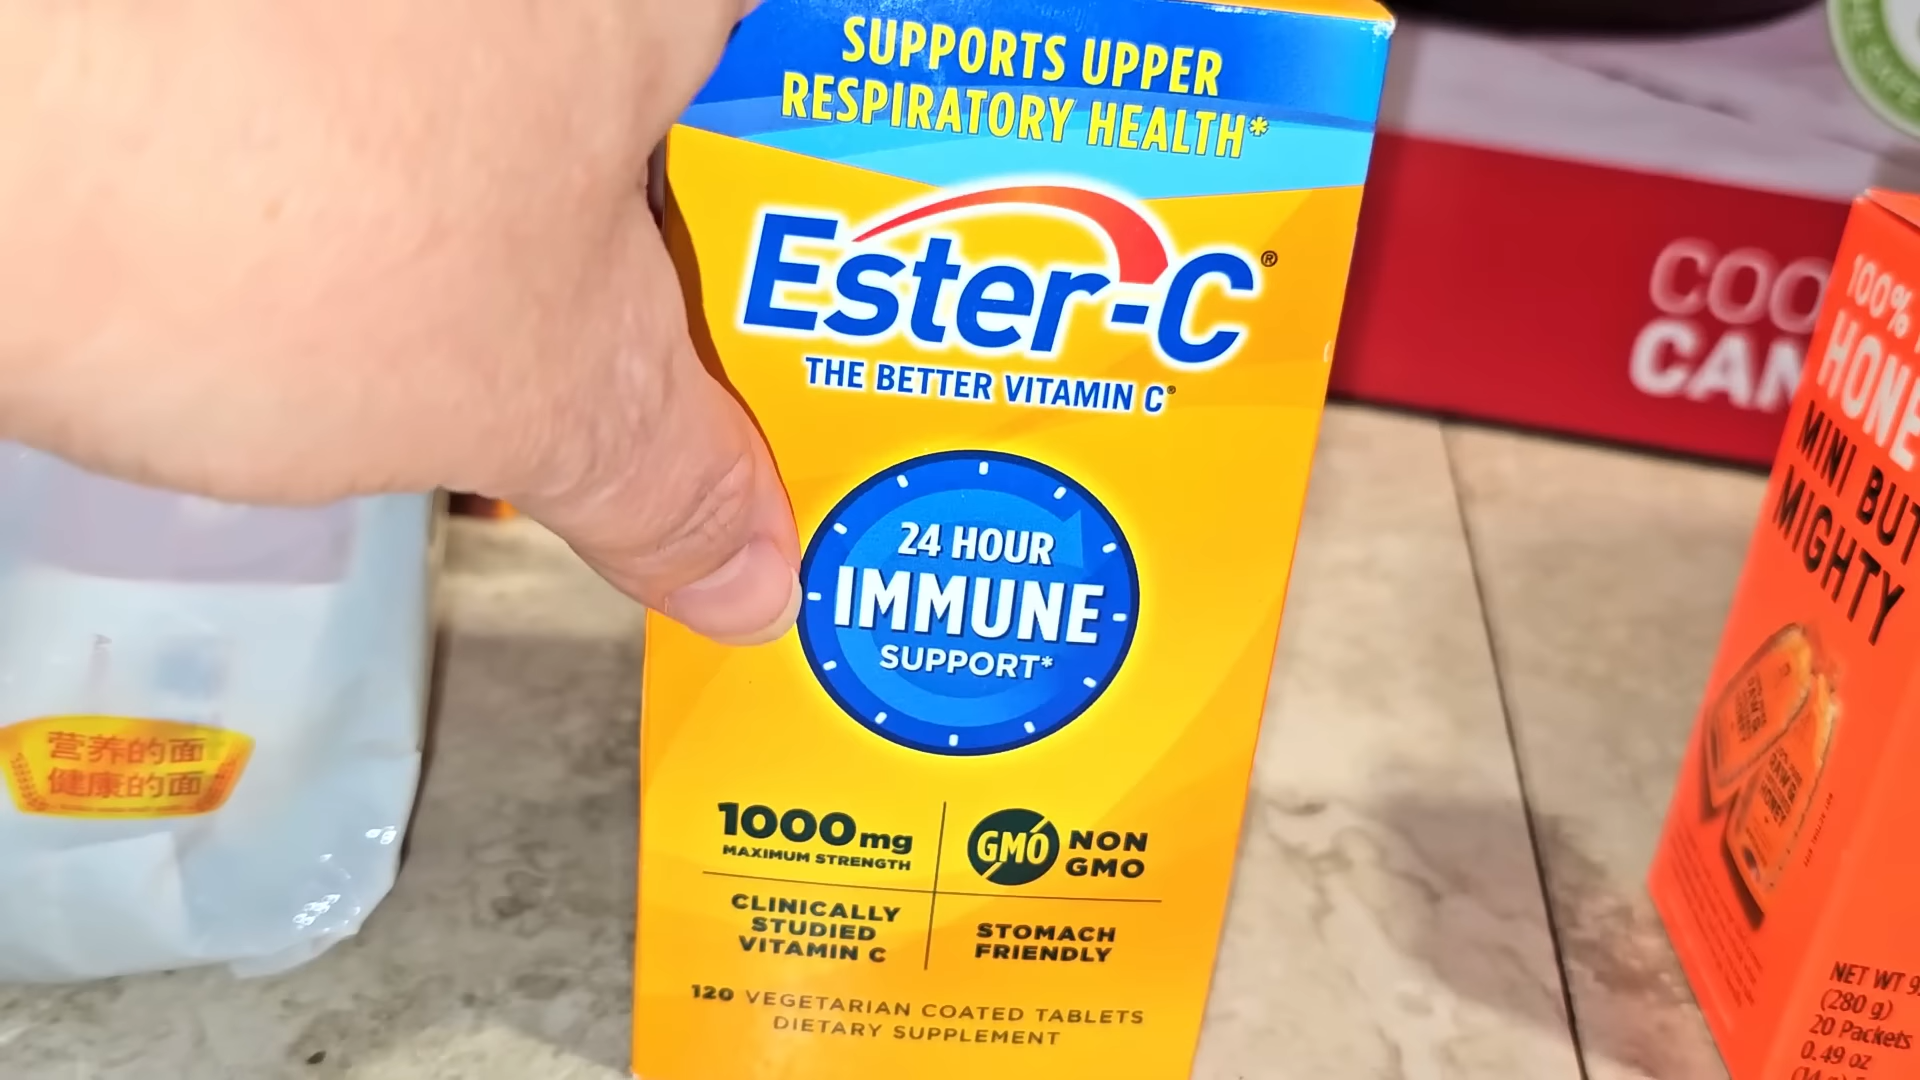 SUPPORTS UPPER
RESPIRATORY HEALTH*
Ester-C®
THE BETTER VITAMIN C®
24 HOUR
IMMUNE
SUPPORT*
1000mg
MAXIMUM STRENGTH
GMO
NON
GMO
CLINICALLY
STUDIED
VITAMIN C
STOMACH
FRIENDLY
120 VEGETARIAN COATED TABLETS
DIETARY SUPPLEMENT
营养的面
健康的面
COO
CAN
100%
HONE
MINI BUT
MIGHTY
NET WT 9
(280 g)
20 Packets
0.49 oz